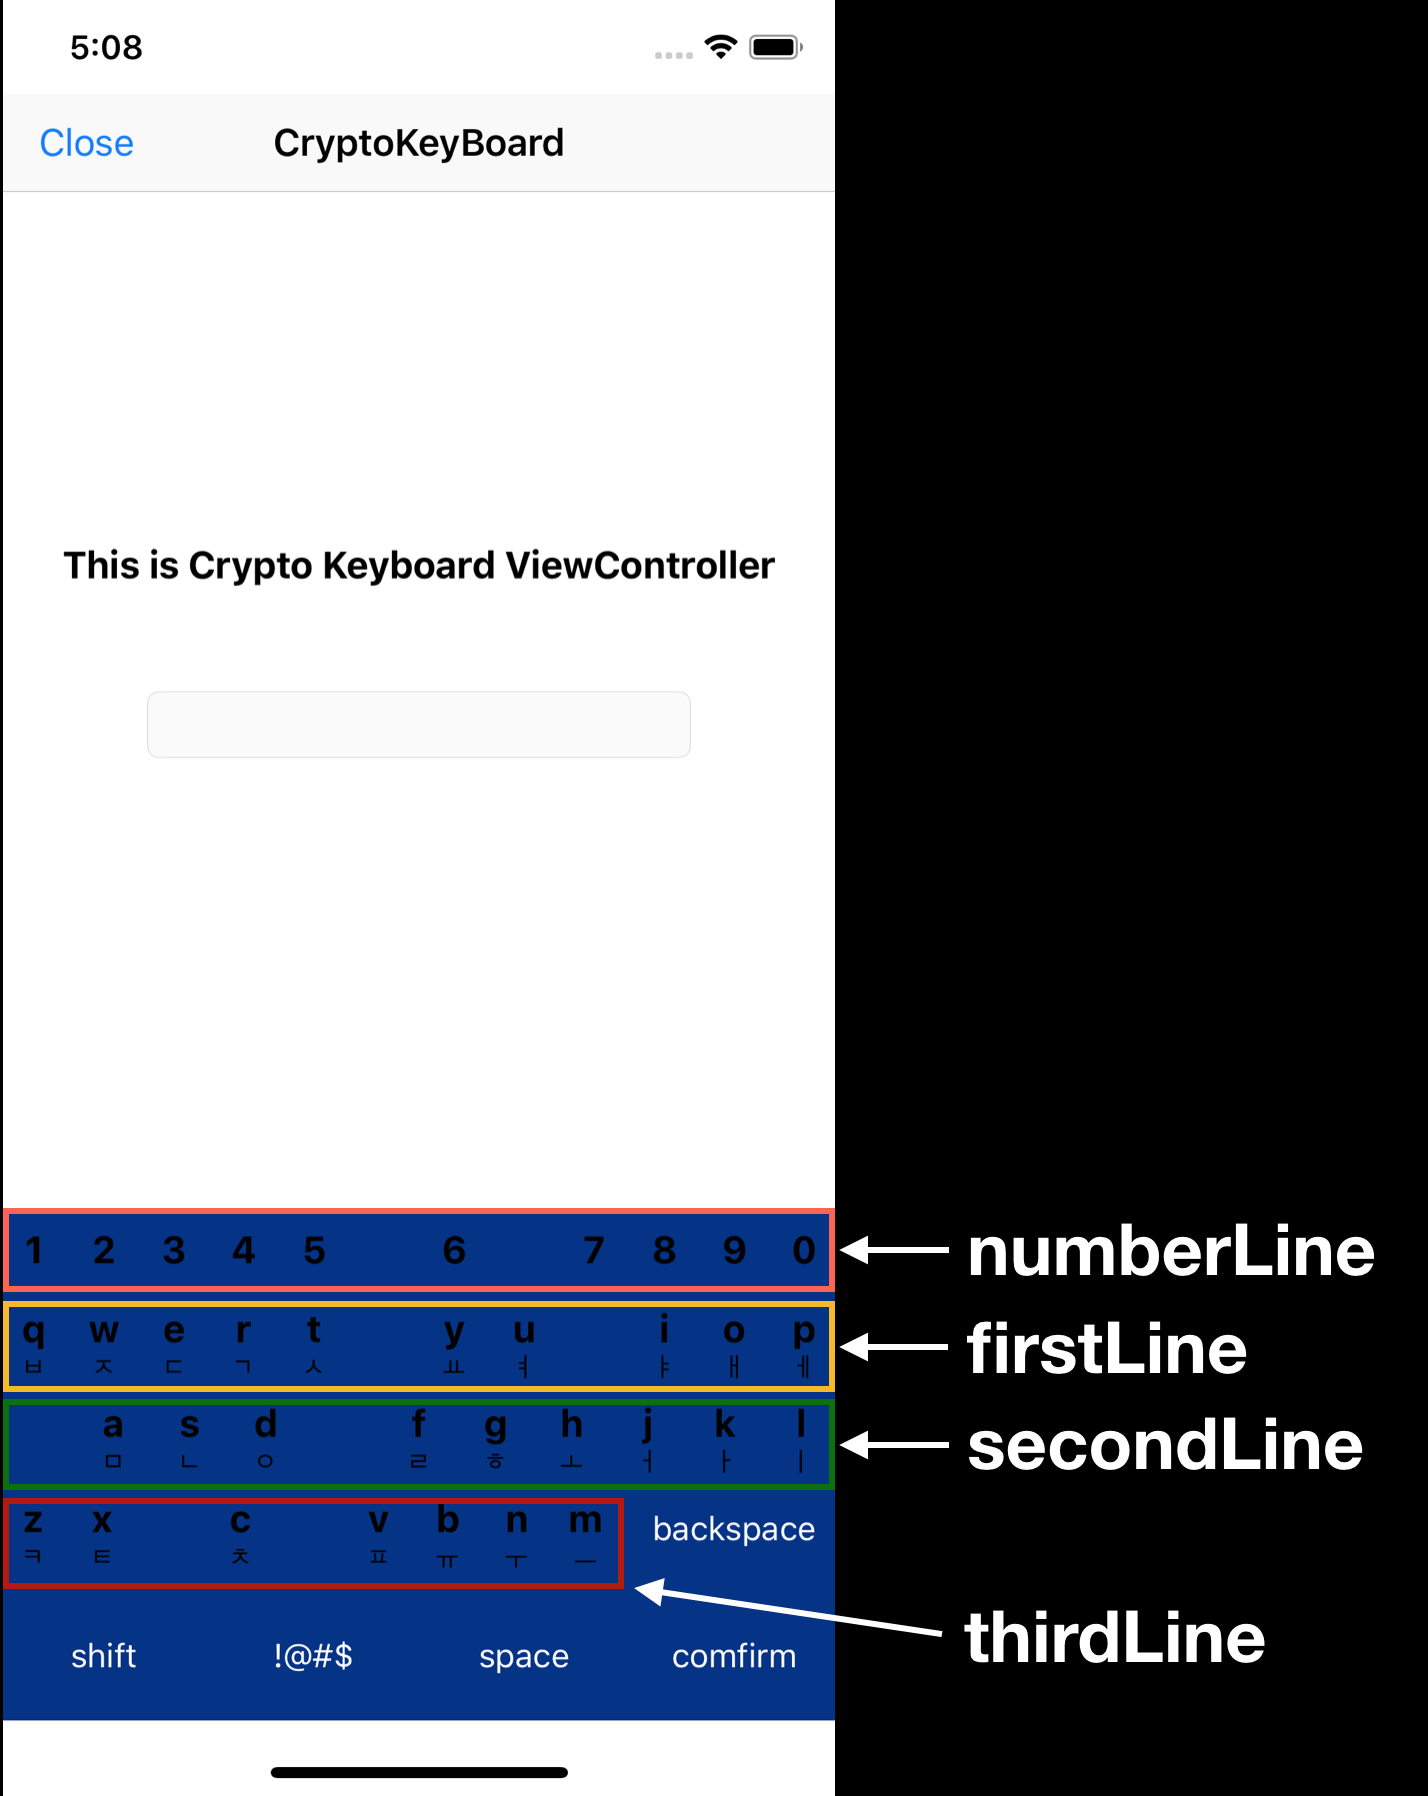 5:08
Close CryptoKeyBoard
This is Crypto Keyboard ViewController
1 2 3 4 5 6 7 8 9 0 numberLine
q w e r t y u i o p firstLine
ㅂ ㅈ ㄷ ㄱ ㅅ ㅛ ㅕ ㅑ ㅐ ㅔ
a s d f g h j k l secondLine
ㅁ ㄴ ㅇ ㄹ ㅎ ㅗ ㅓ ㅏ ㅣ
z x c v b n m backspace
ㅋ ㅌ ㅊ ㅍ ㅠ ㅜ ㅡ
thirdLine
shift !@#$ space comfirm